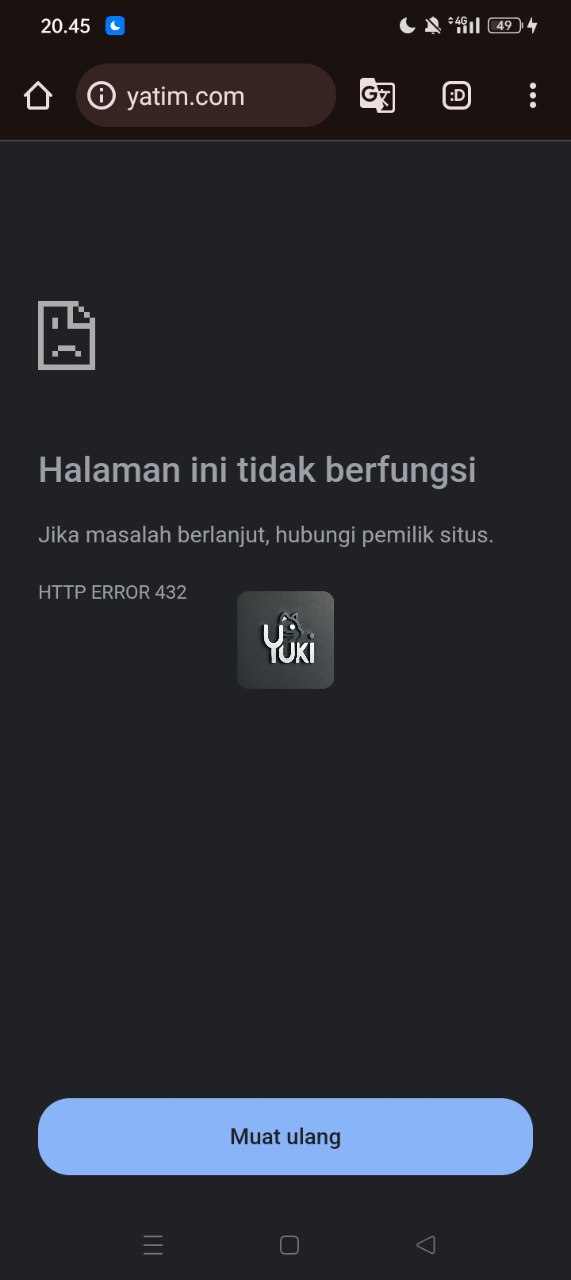 20.45
4G
49
yatim.com
:D
Halaman ini tidak berfungsi
Jika masalah berlanjut, hubungi pemilik situs.
HTTP ERROR 432
YUKI
Muat ulang